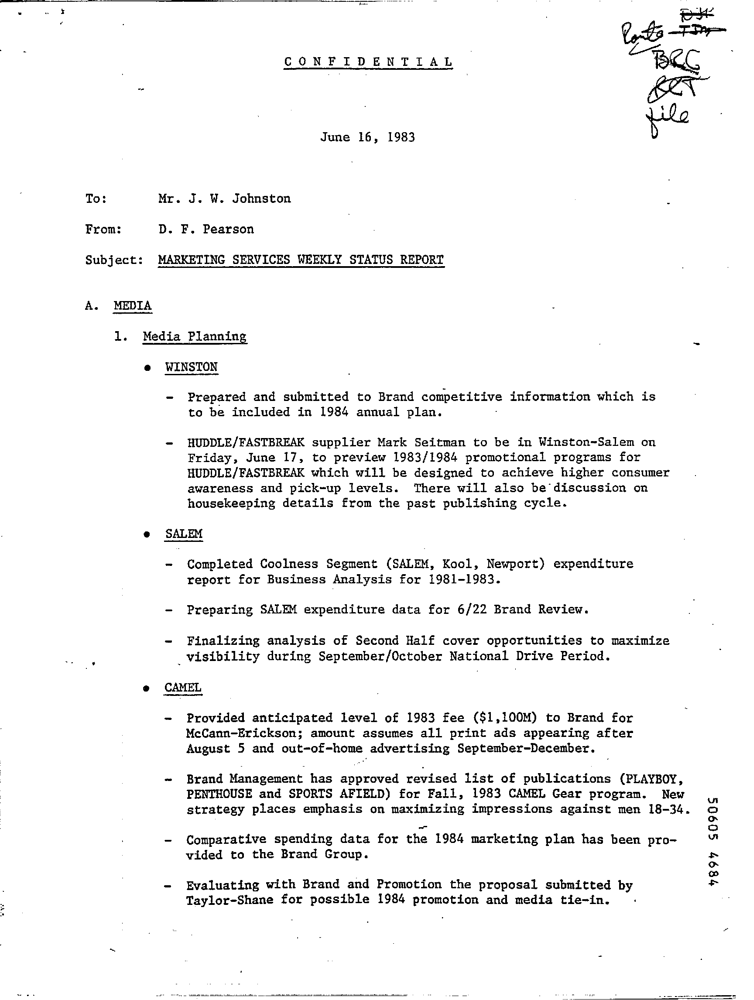 Route
BRG
file
C O N F I D E N T I A L
June 16, 1983
To: Mr. J. W. Johnston
From: D. F. Pearson
Subject: MARKETING SERVICES WEEKLY STATUS REPORT
A. MEDIA
1. Media Planning
• WINSTON
- Prepared and submitted to Brand competitive information which is
to be included in 1984 annual plan.
- HUDDLE/FASTBREAK supplier Mark Seitman to be in Winston-Salem on
Friday, June 17, to preview 1983/1984 promotional programs for
HUDDLE/FASTBREAK which will be designed to achieve higher consumer
awareness and pick-up levels. There will also be discussion on
housekeeping details from the past publishing cycle.
• SALEM
- Completed Coolness Segment (SALEM, Kool, Newport) expenditure
report for Business Analysis for 1981-1983.
- Preparing SALEM expenditure data for 6/22 Brand Review.
- Finalizing analysis of Second Half cover opportunities to maximize
visibility during September/October National Drive Period.
• CAMEL
- Provided anticipated level of 1983 fee ($1,100M) to Brand for
McCann-Erickson; amount assumes all print ads appearing after
August 5 and out-of-home advertising September-December.
- Brand Management has approved revised list of publications (PLAYBOY,
PENTHOUSE and SPORTS AFIELD) for Fall, 1983 CAMEL Gear program. New
strategy places emphasis on maximizing impressions against men 18-34.
- Comparative spending data for the 1984 marketing plan has been pro-
vided to the Brand Group.
- Evaluating with Brand and Promotion the proposal submitted by
Taylor-Shane for possible 1984 promotion and media tie-in.
50605 4684